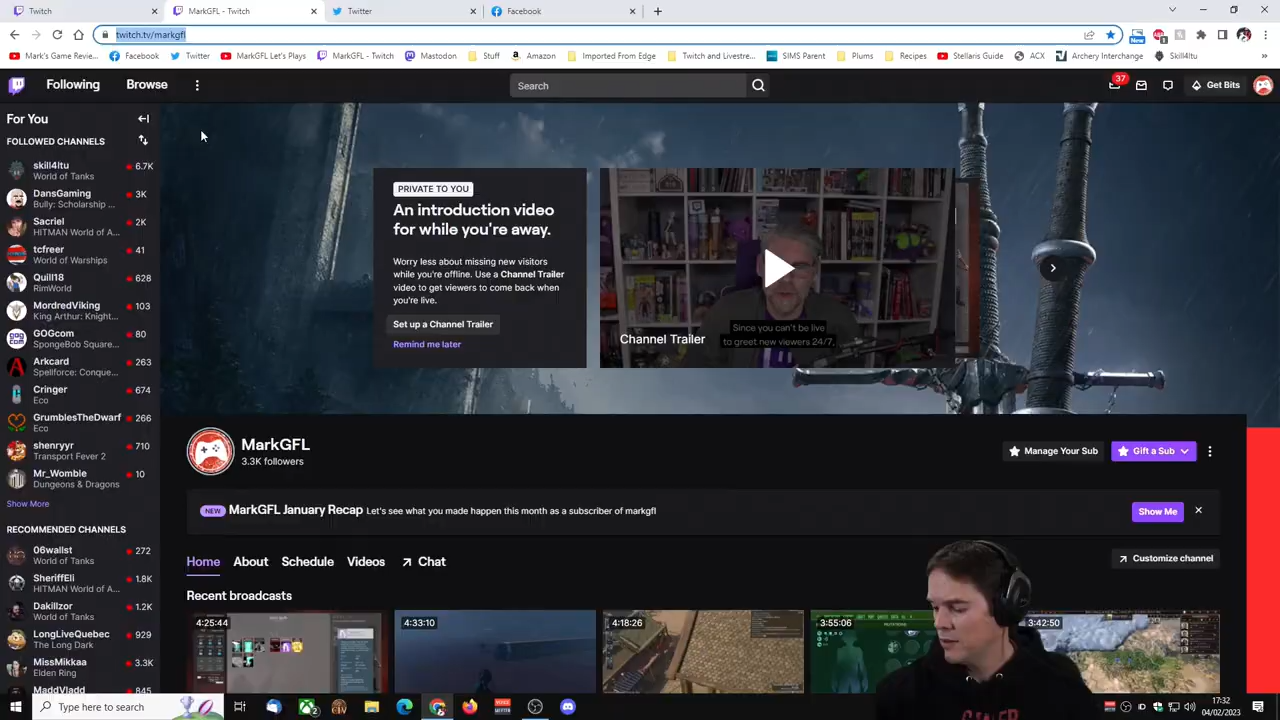 Twitch
MarkGFL - Twitch
Twitter
Facebook
twitch.tv/markgfl
Mark's Game Revie...
Facebook
Twitter
MarkGFL Let's Plays
MarkGFL - Twitch
Mastodon
Stuff
Amazon
Imported From Edge
Twitch and Livestre...
SIMS Parent
Plums
Recipes
Stellaris Guide
ACX
Archery Interchange
Skill4ltu
Following
Browse
Search
37
Get Bits
For You
FOLLOWED CHANNELS
skill4ltu 6.7K
World of Tanks
DansGaming 3K
Bully: Scholarship ...
Sacriel 2K
HITMAN World of A...
tcfreer 41
World of Warships
Quill18 628
RimWorld
MordredViking 103
King Arthur: Knight...
GOGcom 80
SpongeBob Square...
Arkcard 263
Spellforce: Conque...
Cringer 674
Eco
GrumblesTheDwarf 266
Eco
shenryyr 710
Transport Fever 2
Mr_Wombie 10
Dungeons & Dragons
Show More
RECOMMENDED CHANNELS
06wallst 272
World of Tanks
SheriffEli 1.8K
HITMAN World of A...
Dakillzor 1.2K
World of Tanks
LongLiveQuebec 929
The Long Dark
MissMikkaa 3.3K
Elden Ring
MaddVladd 845
PRIVATE TO YOU
An introduction video
for while you're away.
Worry less about missing new visitors
while you're offline. Use a Channel Trailer
video to get viewers to come back when
you're live.
Set up a Channel Trailer
Remind me later
Since you can't be live
to greet new viewers 24/7,
Channel Trailer
MarkGFL
3.3K followers
Manage Your Sub
Gift a Sub
NEW MarkGFL January Recap Let's see what you made happen this month as a subscriber of markgfl
Show Me
Home
About
Schedule
Videos
Chat
Customize channel
Recent broadcasts
4:25:44
4:33:10
4:18:26
3:55:06
3:42:50
Type here to search
17:32
04/02/2023